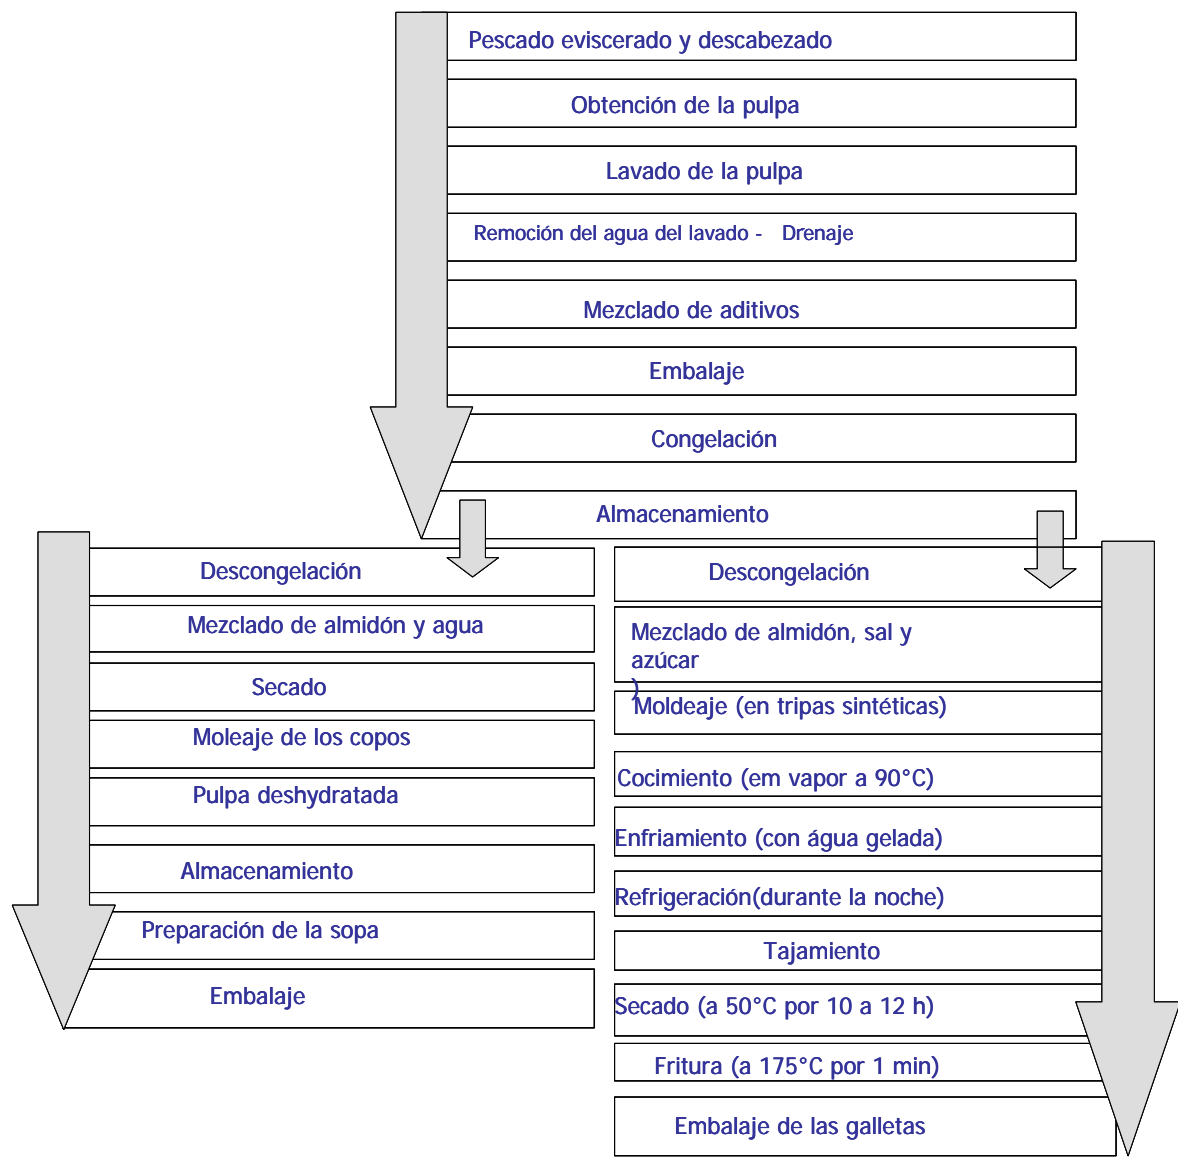 Pescado eviscerado y descabezado
Obtención de la pulpa
Lavado de la pulpa
Remoción del agua del lavado - Drenaje
Mezclado de aditivos
Embalaje
Congelación
Almacenamiento
Descongelación
Mezclado de almidón y agua
Secado
Moleaje de los copos
Pulpa deshydratada
Almacenamiento
Preparación de la sopa
Embalaje
Descongelación
Mezclado de almidón, sal y
azúcar
)
Moldeaje (en tripas sintéticas)
Cocimiento (em vapor a 90°C)
Enfriamiento (con água gelada)
Refrigeración(durante la noche)
Tajamiento
Secado (a 50°C por 10 a 12 h)
Fritura (a 175°C por 1 min)
Embalaje de las galletas